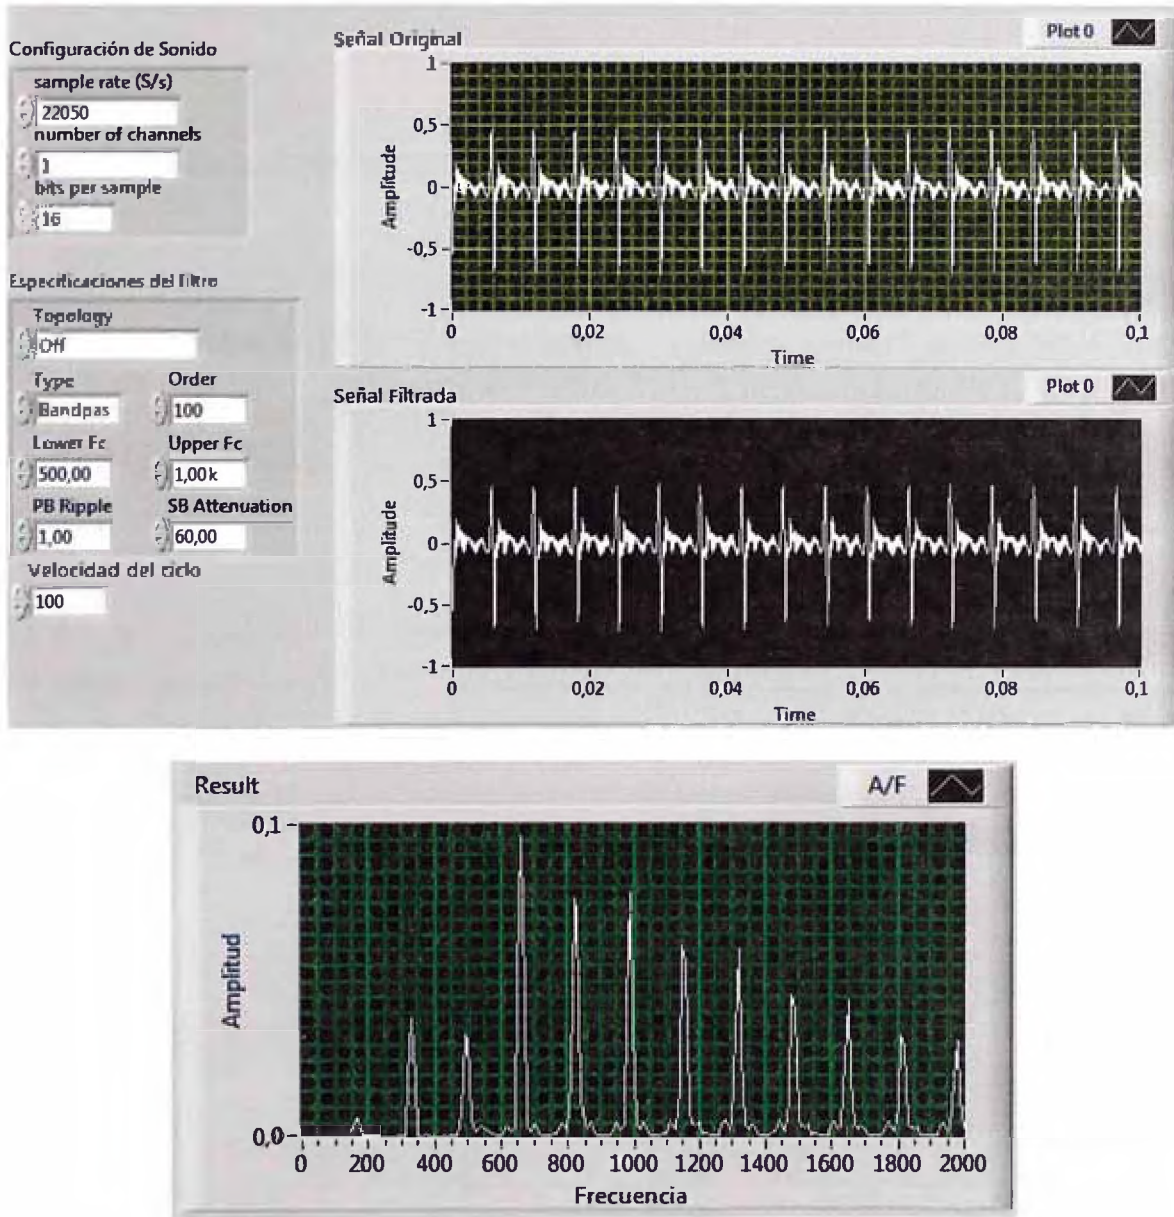 Configuración de Sonido
sample rate (S/s)
22050
number of channels
1
bits per sample
16
Especificaciones del filtro
Topology
Off
Type
Order
Bandpas
100
Lower Fc
Upper Fc
500,00
1,00k
PB Ripple
SB Attenuation
1,00
60,00
Velocidad del ciclo
100
Señal Original
Plot 0
1
0,5
0
-0,5
-1
Amplitude
0 0,02 0,04 0,06 0,08 0,1
Time
Señal Filtrada
Plot 0
1
0,5
0
-0,5
-1
Amplitude
0 0,02 0,04 0,06 0,08 0,1
Time
Result
A/F
0,1
0,0
Amplitud
0 200 400 600 800 1000 1200 1400 1600 1800 2000
Frecuencia